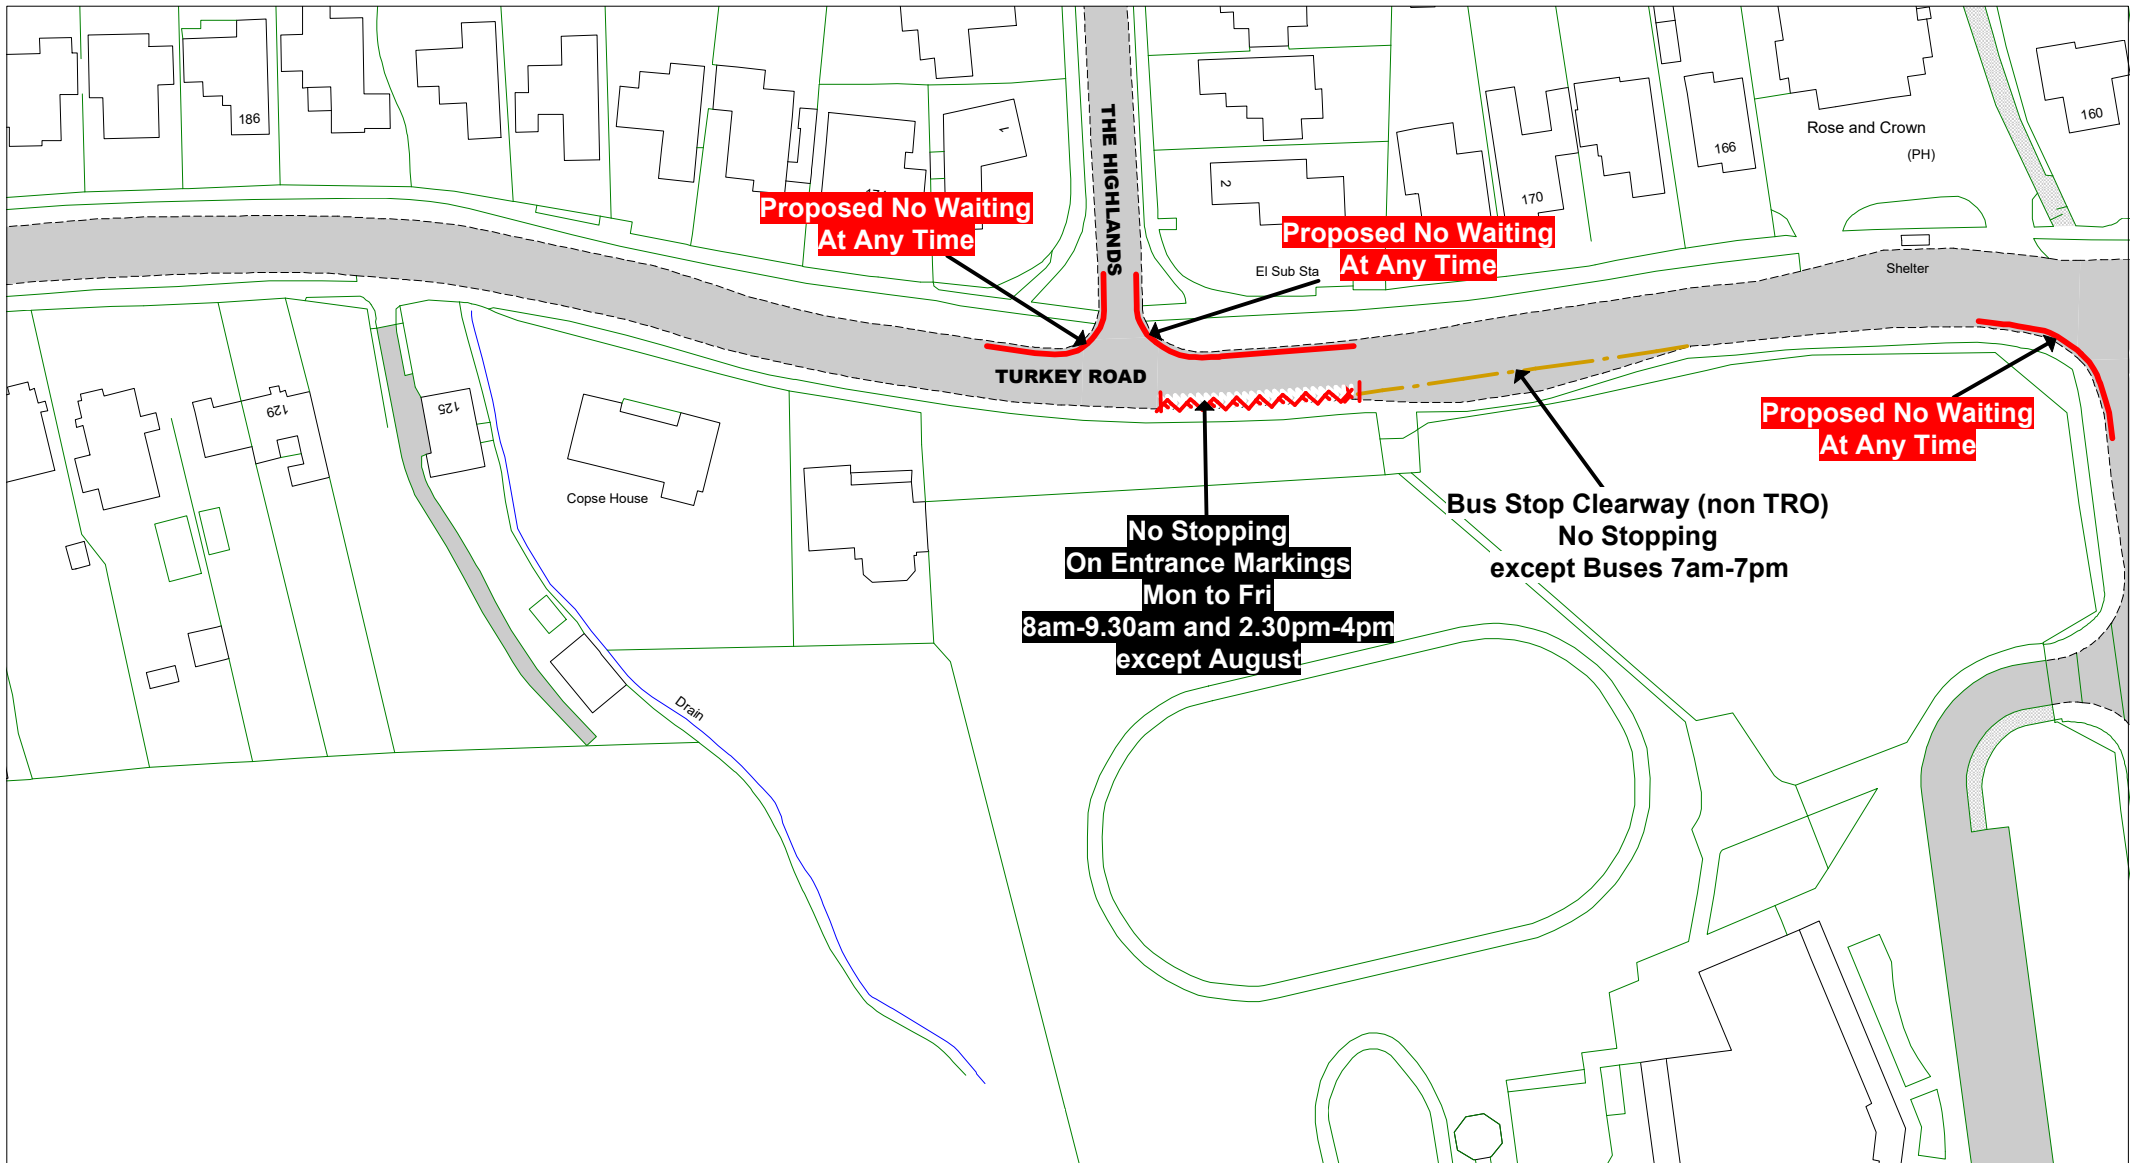 186
1
THE HIGHLANDS
2
170
166
Rose and Crown
(PH)
160
Proposed No Waiting
At Any Time
Proposed No Waiting
At Any Time
El Sub Sta
Shelter
TURKEY ROAD
129
125
Copse House
Proposed No Waiting
At Any Time
Bus Stop Clearway (non TRO)
No Stopping
except Buses 7am-7pm
No Stopping
On Entrance Markings
Mon to Fri
8am-9.30am and 2.30pm-4pm
except August
Drain